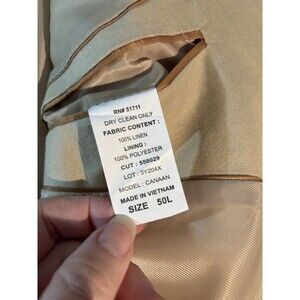 RN# 51711
DRY CLEAN ONLY
FABRIC CONTENT :
100% LINEN
LINING :
100% POLYESTER
CUT : 558029
LOT : 3Y204X
MODEL : CANAAN
MADE IN VIETNAM
SIZE 50L